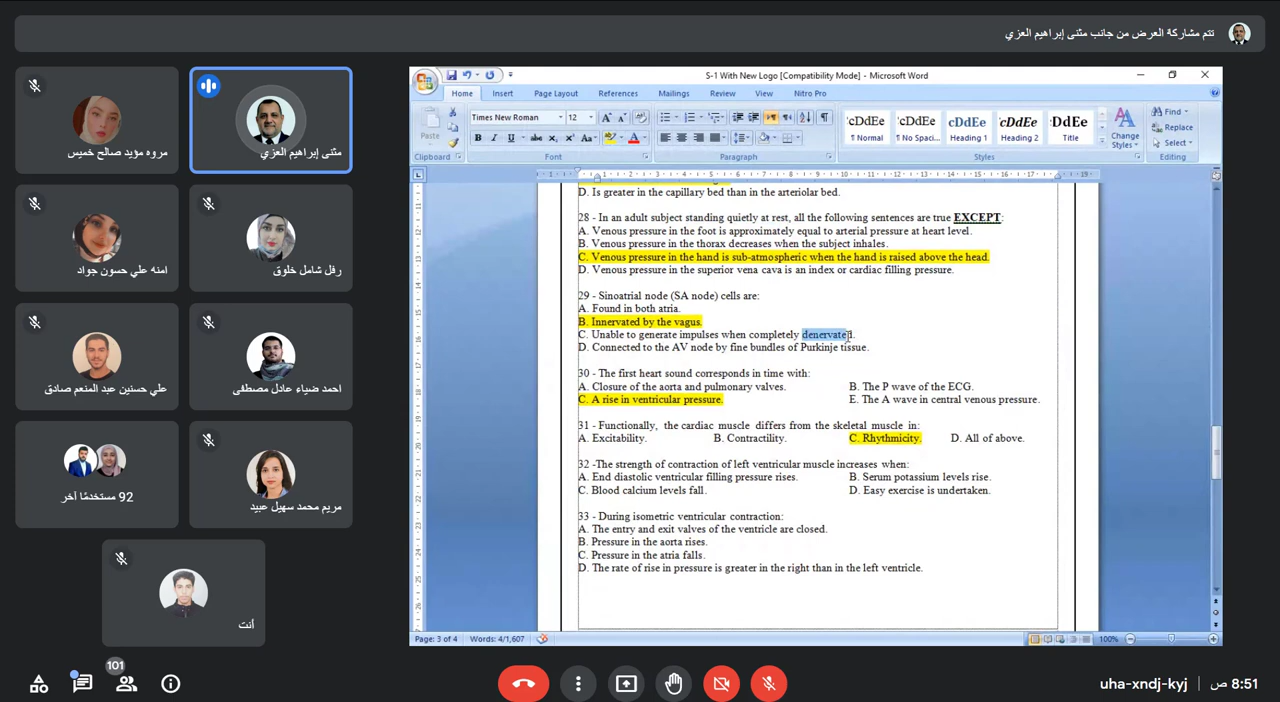 تتم مشاركة العرض من جانب مثنى إبراهيم العزي
مروه مؤيد صالح خميس
مثنى إبراهيم العزي
امنه علي حسون جواد
رفل شامل خلوق
علي حسنين عبد المنعم صادق
احمد ضياء عادل مصطفى
92 مستخدمًا آخر
مريم محمد سهيل عبيد
أنت
S-1 With New Logo [Compatibility Mode] - Microsoft Word
Home Insert Page Layout References Mailings Review View Nitro Pro
Paste
Times New Roman 12
AaBbCcDdEe
¶ Normal ¶ No Spaci... Heading 1 Heading 2 Title
Change Styles
Find
Replace
Select
Clipboard Font Paragraph Styles Editing
D. Is greater in the capillary bed than in the arteriolar bed.
28 - In an adult subject standing quietly at rest, all the following sentences are true EXCEPT:
A. Venous pressure in the foot is approximately equal to arterial pressure at heart level.
B. Venous pressure in the thorax decreases when the subject inhales.
C. Venous pressure in the hand is sub-atmospheric when the hand is raised above the head.
D. Venous pressure in the superior vena cava is an index or cardiac filling pressure.
29 - Sinoatrial node (SA node) cells are:
A. Found in both atria.
B. Innervated by the vagus.
C. Unable to generate impulses when completely denervated.
D. Connected to the AV node by fine bundles of Purkinje tissue.
30 - The first heart sound corresponds in time with:
A. Closure of the aorta and pulmonary valves. B. The P wave of the ECG.
C. A rise in ventricular pressure. E. The A wave in central venous pressure.
31 - Functionally, the cardiac muscle differs from the skeletal muscle in:
A. Excitability. B. Contractility. C. Rhythmicity. D. All of above.
32 -The strength of contraction of left ventricular muscle increases when:
A. End diastolic ventricular filling pressure rises. B. Serum potassium levels rise.
C. Blood calcium levels fall. D. Easy exercise is undertaken.
33 - During isometric ventricular contraction:
A. The entry and exit valves of the ventricle are closed.
B. Pressure in the aorta rises.
C. Pressure in the atria falls.
D. The rate of rise in pressure is greater in the right than in the left ventricle.
Page: 3 of 4 Words: 4/1,607 100%
101
uha-xndj-kyj 8:51 ص